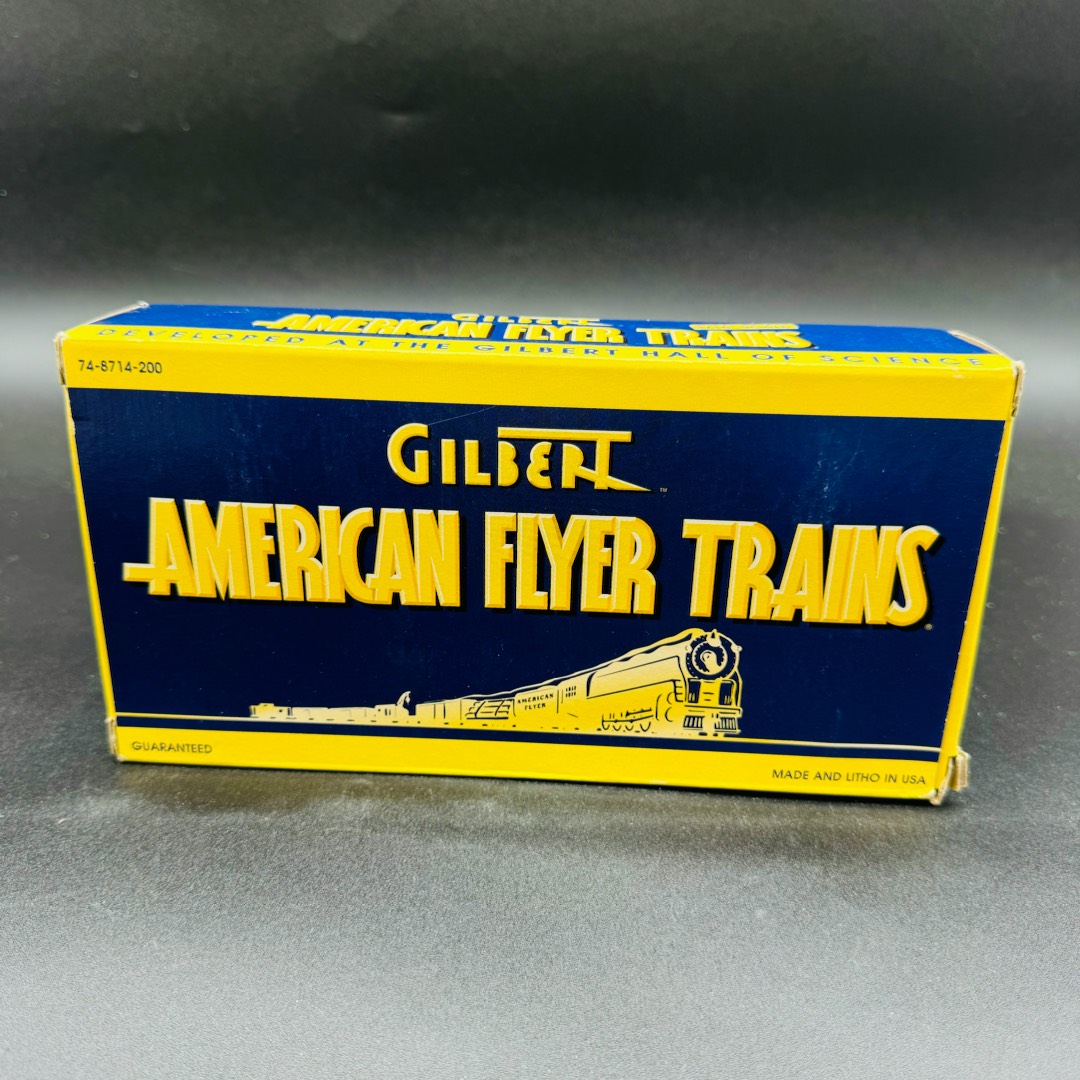 GILBERT
AMERICAN FLYER TRAINS
DEVELOPED AT THE GILBERT HALL OF SCIENCE
74-8714-200
GILBERT™
AMERICAN FLYER TRAINS®
AMERICAN
FLYER
GUARANTEED
MADE AND LITHO IN USA